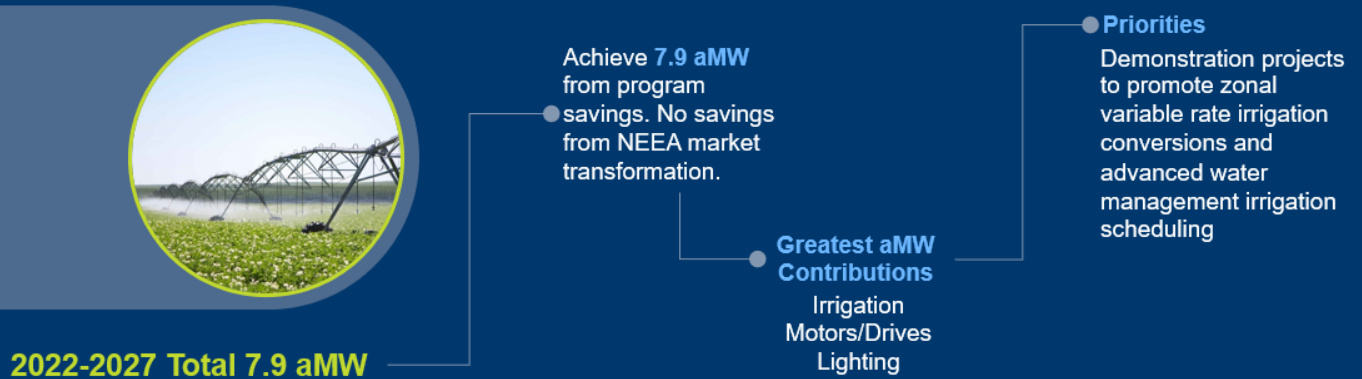 2022-2027 Total 7.9 aMW
Achieve 7.9 aMW
from program
savings. No savings
from NEEA market
transformation.
Greatest aMW
Contributions
Irrigation
Motors/Drives
Lighting
Priorities
Demonstration projects
to promote zonal
variable rate irrigation
conversions and
advanced water
management irrigation
scheduling